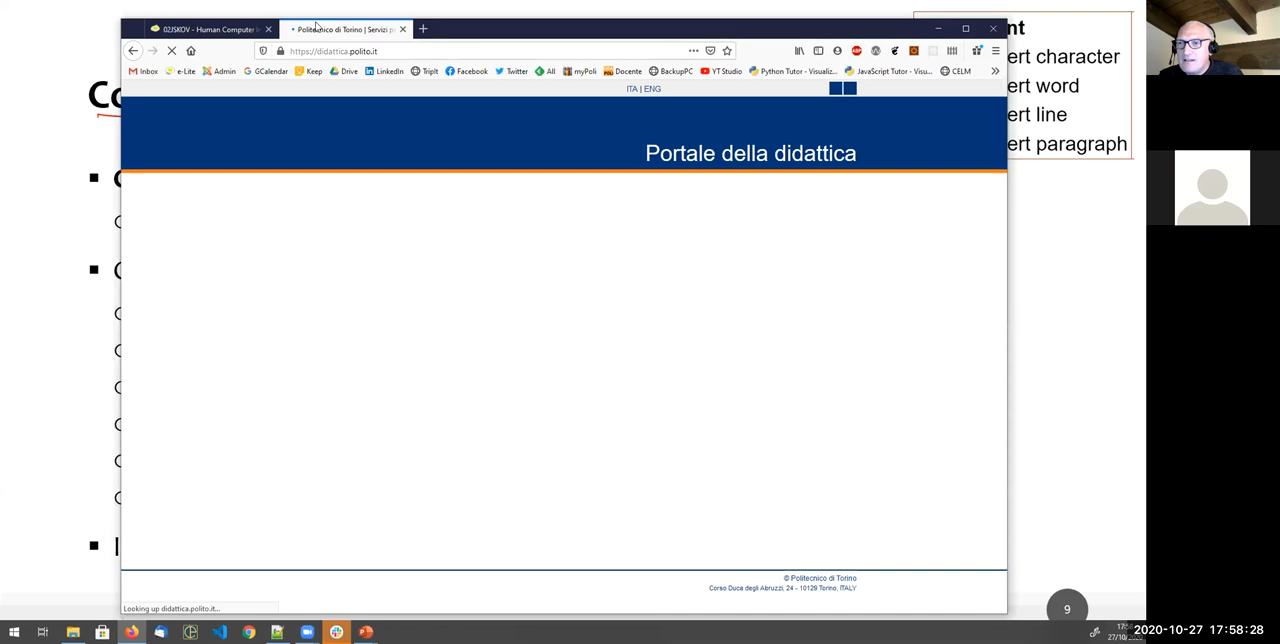 02JSKOV - Human Computer I
Politecnico di Torino | Servizi p
https://didattica.polito.it
Inbox e-Lite Admin GCalendar Keep Drive LinkedIn TripIt Facebook Twitter All myPoli Docente BackupPC YT Studio Python Tutor - Visualiz... JavaScript Tutor - Visu... CELM
ITA | ENG
Portale della didattica
© Politecnico di Torino
Corso Duca degli Abruzzi, 24 - 10129 Torino, ITALY
Looking up didattica.polito.it...
nt
ert character
ert word
ert line
ert paragraph
9
27/10
2020-10-27 17:58:28